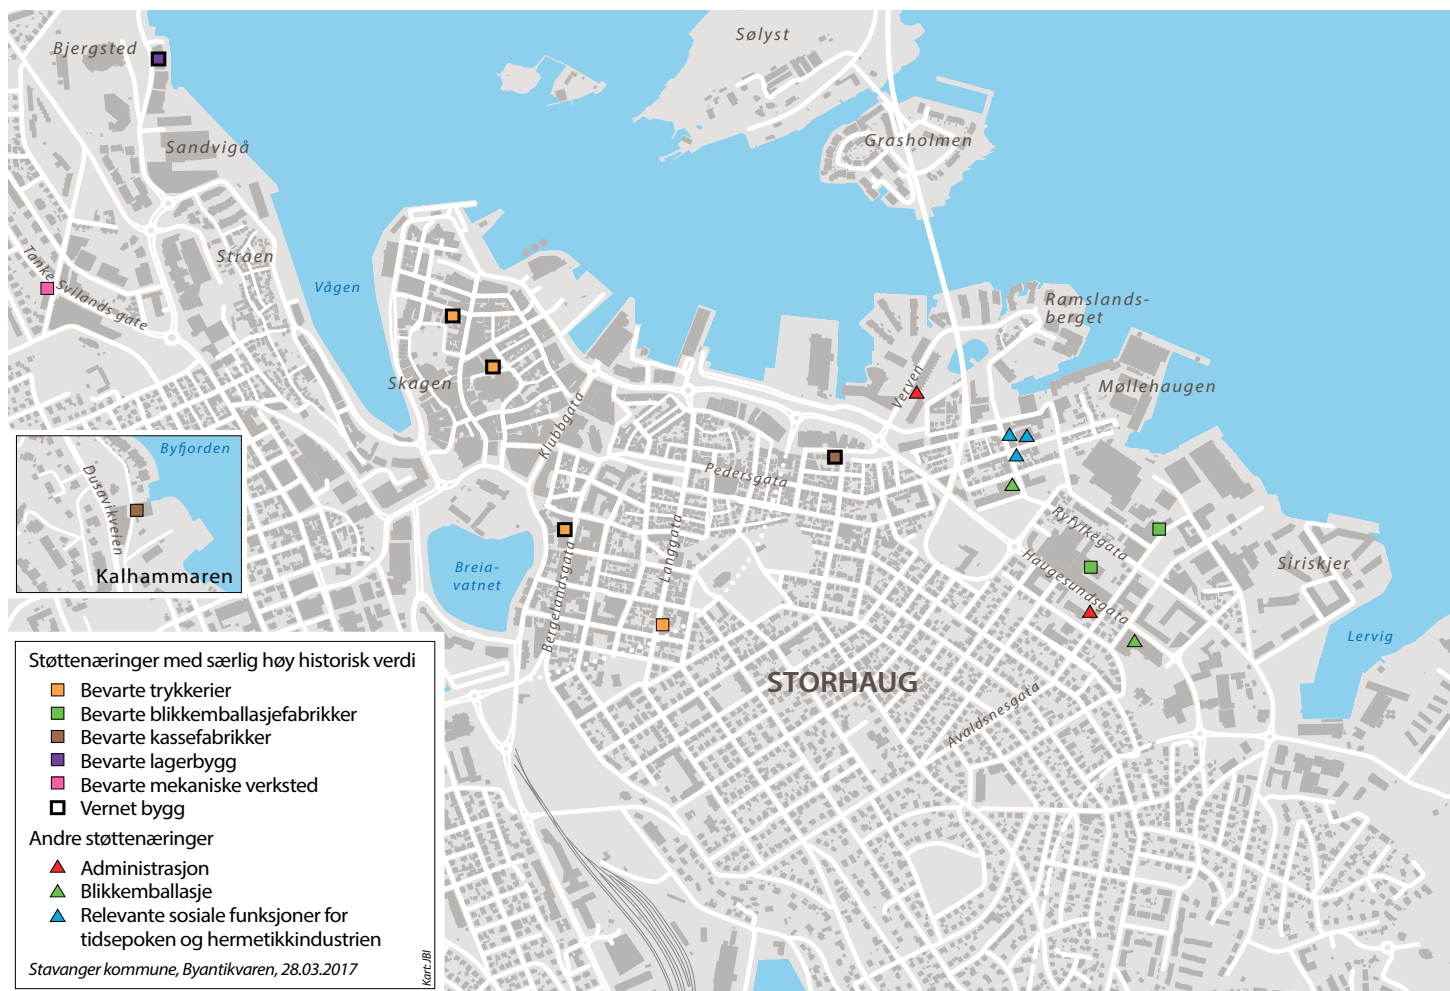 Bjergsted
Sølyst
Sandvigå
Grasholmen
Straen
Tanke Svilands gate
Vågen
Ramslands-
berget
Skagen
Verven
Møllehaugen
Klubbgata
Pedersgata
Byfjorden
Dusavikveien
Kalhammaren
Langgata
Ryfylkegata
Haugesundsgata
Siriskjer
Breia-
vatnet
Bergelandsgata
Lervig
STORHAUG
Avaldsnesgata
Støttenæringer med særlig høy historisk verdi
Bevarte trykkerier
Bevarte blikkemballasjefabrikker
Bevarte kassefabrikker
Bevarte lagerbygg
Bevarte mekaniske verksted
Vernet bygg
Andre støttenæringer
Administrasjon
Blikkemballasje
Relevante sosiale funksjoner for
tidsepoken og hermetikkindustrien
Stavanger kommune, Byantikvaren, 28.03.2017
Kart: JBI